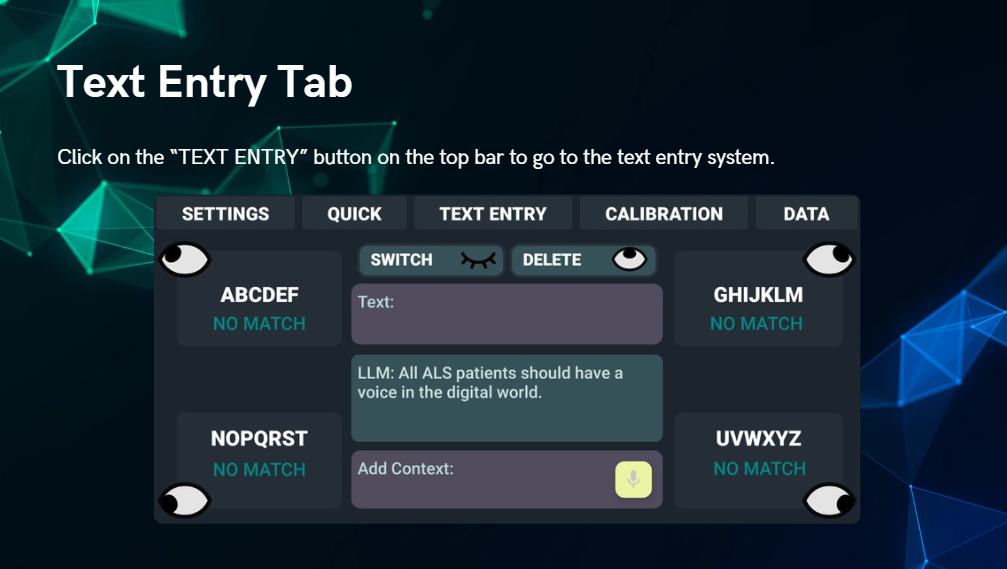 Text Entry Tab
Click on the “TEXT ENTRY” button on the top bar to go to the text entry system.
SETTINGS QUICK TEXT ENTRY CALIBRATION DATA
SWITCH DELETE
ABCDEF
NO MATCH
GHIJKLM
NO MATCH
Text:
LLM: All ALS patients should have a
voice in the digital world.
NOPQRST
NO MATCH
UVWXYZ
NO MATCH
Add Context: